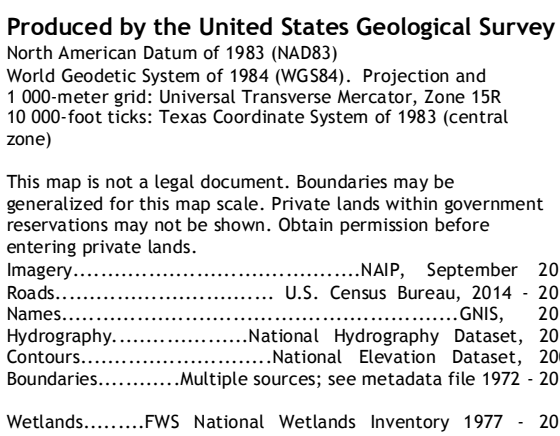 Produced by the United States Geological Survey
North American Datum of 1983 (NAD83)
World Geodetic System of 1984 (WGS84). Projection and
1 000-meter grid: Universal Transverse Mercator, Zone 15R
10 000-foot ticks: Texas Coordinate System of 1983 (central
zone)
This map is not a legal document. Boundaries may be
generalized for this map scale. Private lands within government
reservations may not be shown. Obtain permission before
entering private lands.
Imagery..........................................NAIP, September 20
Roads................................ U.S. Census Bureau, 2014 - 20
Names..........................................................GNIS, 20
Hydrography....................National Hydrography Dataset, 20
Contours............................National Elevation Dataset, 20
Boundaries............Multiple sources; see metadata file 1972 - 20
Wetlands.........FWS National Wetlands Inventory 1977 - 20